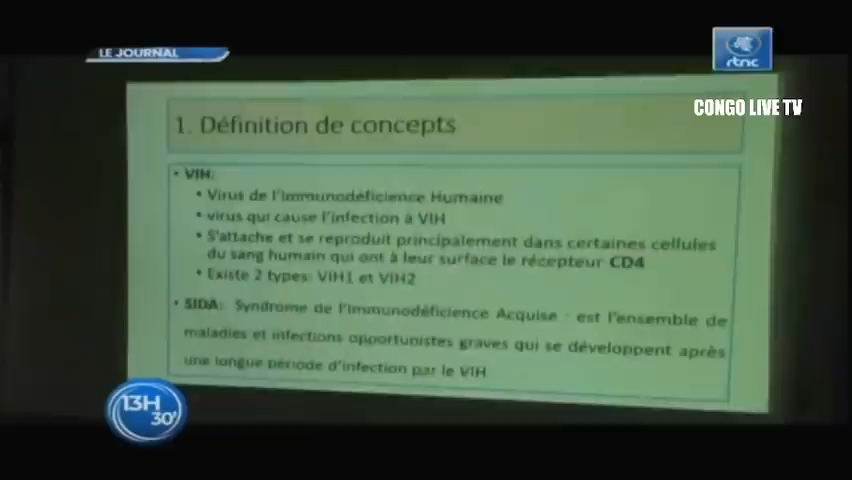 LE JOURNAL
rtnc
CONGO LIVE TV
1. Définition de concepts
• VIH:
• Virus de l'Immunodéficience Humaine
• virus qui cause l'infection à VIH
• S'attache et se reproduit principalement dans certaines cellules
du sang humain qui ont à leur surface le récepteur CD4
• Existe 2 types: VIH1 et VIH2
• SIDA: Syndrome de l'Immunodéficience Acquise - est l'ensemble de
maladies et infections opportunistes graves qui se développent après
une longue période d'infection par le VIH
13H
30'